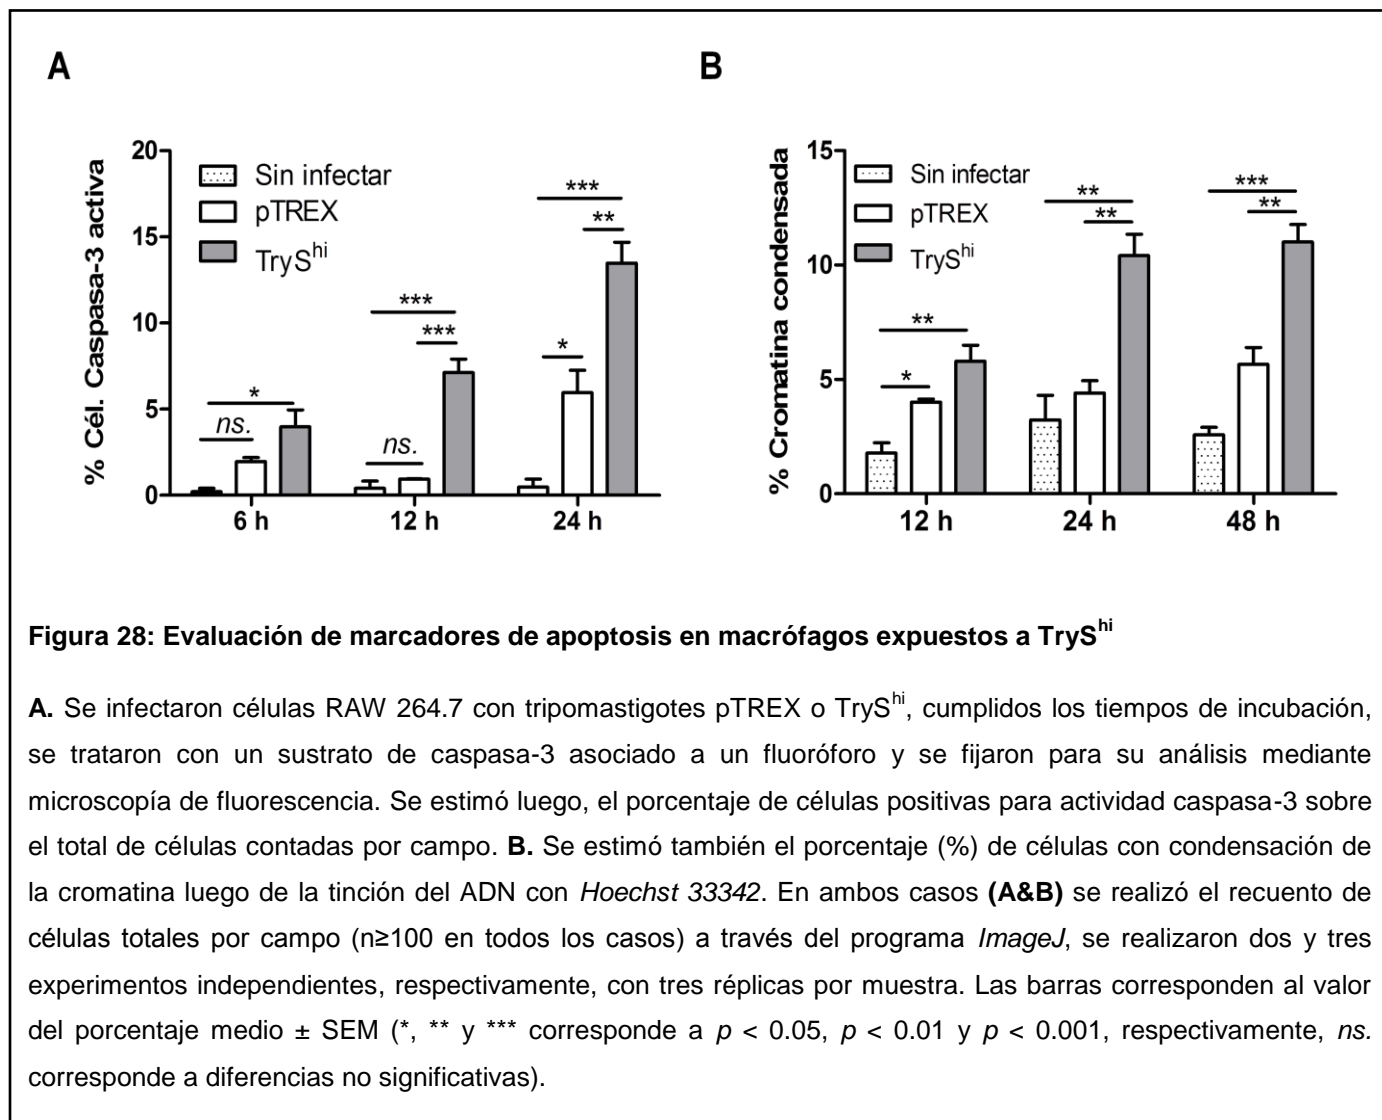 A
B
% Cél. Caspasa-3 activa
20
15
10
5
0
Sin infectar
pTREX
TrySʰⁱ
ns.
*
ns.
***
***
*
***
**
6 h
12 h
24 h
% Cromatina condensada
15
10
5
0
Sin infectar
pTREX
TrySʰⁱ
*
**
**
**
***
**
12 h
24 h
48 h
Figura 28: Evaluación de marcadores de apoptosis en macrófagos expuestos a TrySʰⁱ
A. Se infectaron células RAW 264.7 con tripomastigotes pTREX o TrySʰⁱ, cumplidos los tiempos de incubación,
se trataron con un sustrato de caspasa-3 asociado a un fluoróforo y se fijaron para su análisis mediante
microscopía de fluorescencia. Se estimó luego, el porcentaje de células positivas para actividad caspasa-3 sobre
el total de células contadas por campo. B. Se estimó también el porcentaje (%) de células con condensación de
la cromatina luego de la tinción del ADN con Hoechst 33342. En ambos casos (A&B) se realizó el recuento de
células totales por campo (n≥100 en todos los casos) a través del programa ImageJ, se realizaron dos y tres
experimentos independientes, respectivamente, con tres réplicas por muestra. Las barras corresponden al valor
del porcentaje medio ± SEM (*, ** y *** corresponde a p < 0.05, p < 0.01 y p < 0.001, respectivamente, ns.
corresponde a diferencias no significativas).